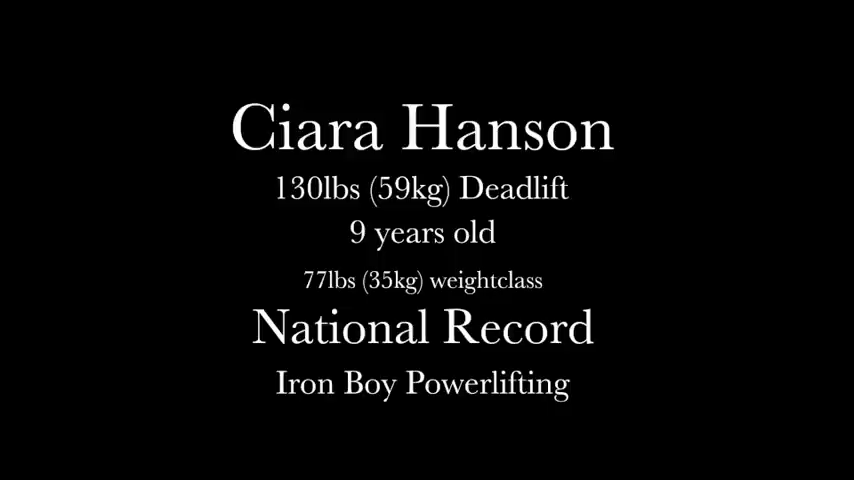 Ciara Hanson
130lbs (59kg) Deadlift
9 years old
77lbs (35kg) weightclass
National Record
Iron Boy Powerlifting